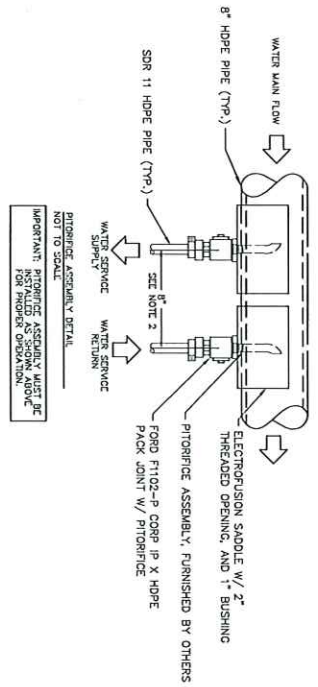 WATER MAIN FLOW
8" HDPE PIPE (TYP.)
SDR 11 HDPE PIPE (TYP.)
WATER SERVICE
SUPPLY
8"
SEE NOTE 2
WATER SERVICE
RETURN
ELECTROFUSION SADDLE W/ 2"
THREADED OPENING, AND 1" BUSHING
PITORIFICE ASSEMBLY, FURNISHED BY OTHERS
FORD F1102-P CORP IP X HDPE
PACK JOINT W/ PITORIFICE
PITORIFICE ASSEMBLY DETAIL
NOT TO SCALE
IMPORTANT: PITORIFICE ASSEMBLY MUST BE
INSTALLED AS SHOWN ABOVE
FOR PROPER OPERATION.